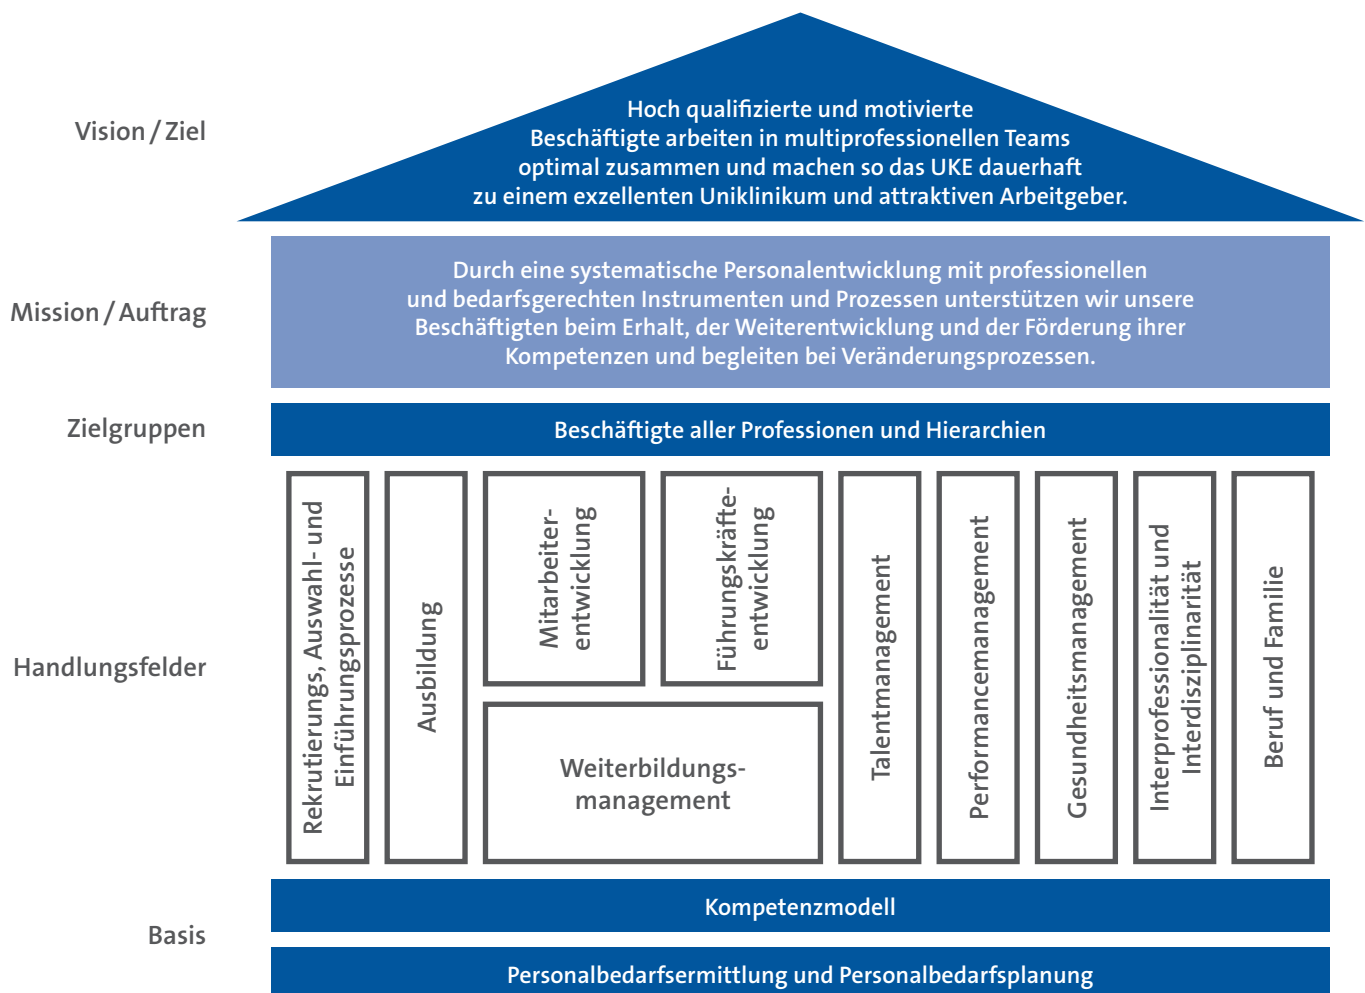 Vision / Ziel
Hoch qualifizierte und motivierte
Beschäftigte arbeiten in multiprofessionellen Teams
optimal zusammen und machen so das UKE dauerhaft
zu einem exzellenten Uniklinikum und attraktiven Arbeitgeber.
Mission / Auftrag
Durch eine systematische Personalentwicklung mit professionellen
und bedarfsgerechten Instrumenten und Prozessen unterstützen wir unsere
Beschäftigten beim Erhalt, der Weiterentwicklung und der Förderung ihrer
Kompetenzen und begleiten bei Veränderungsprozessen.
Zielgruppen
Beschäftigte aller Professionen und Hierarchien
Handlungsfelder
Rekrutierungs, Auswahl- und
Einführungsprozesse
Ausbildung
Mitarbeiter-
entwicklung
Führungskräfte-
entwicklung
Weiterbildungs-
management
Talentmanagement
Performancemanagement
Gesundheitsmanagement
Interprofessionalität und
Interdisziplinarität
Beruf und Familie
Basis
Kompetenzmodell
Personalbedarfsermittlung und Personalbedarfsplanung